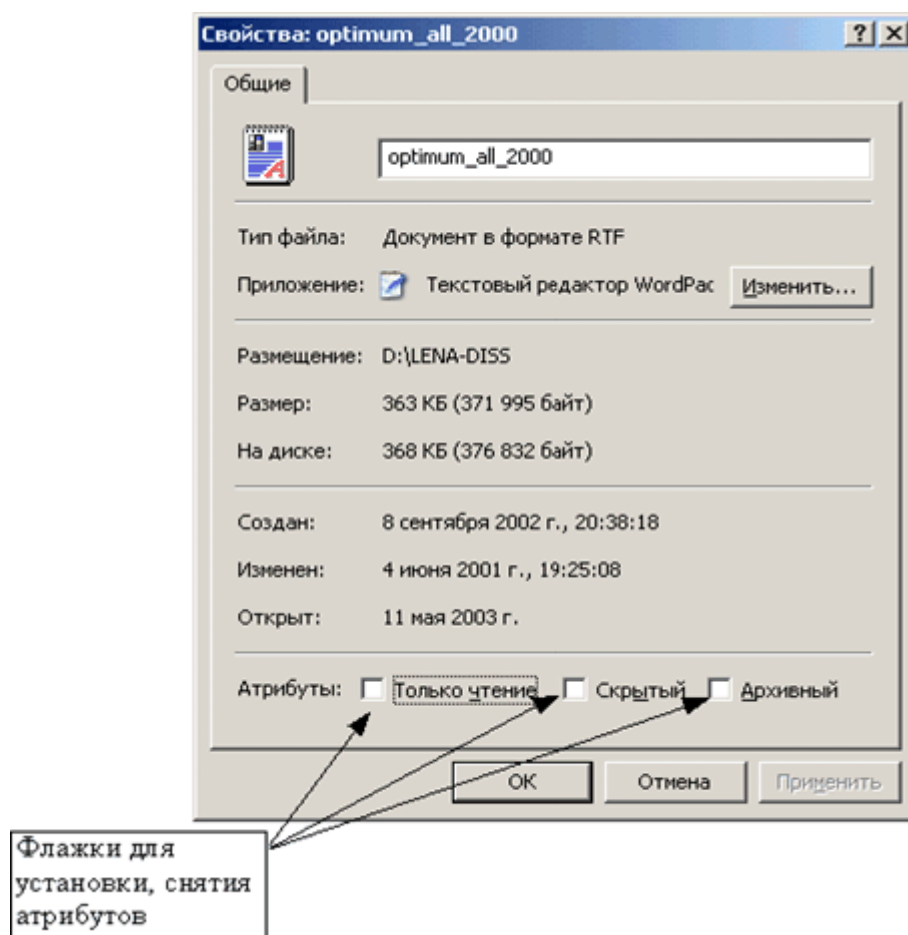 Свойства: optimum_all_2000
Общие
optimum_all_2000
Тип файла: Документ в формате RTF
Приложение: Текстовый редактор WordPac Изменить...
Размещение: D:\LENA-DISS
Размер: 363 КБ (371 995 байт)
На диске: 368 КБ (376 832 байт)
Создан: 8 сентября 2002 г., 20:38:18
Изменен: 4 июня 2001 г., 19:25:08
Открыт: 11 мая 2003 г.
Атрибуты: Только чтение Скрытый Архивный
ОК Отмена Применить
Флажки для
установки, снятия
атрибутов